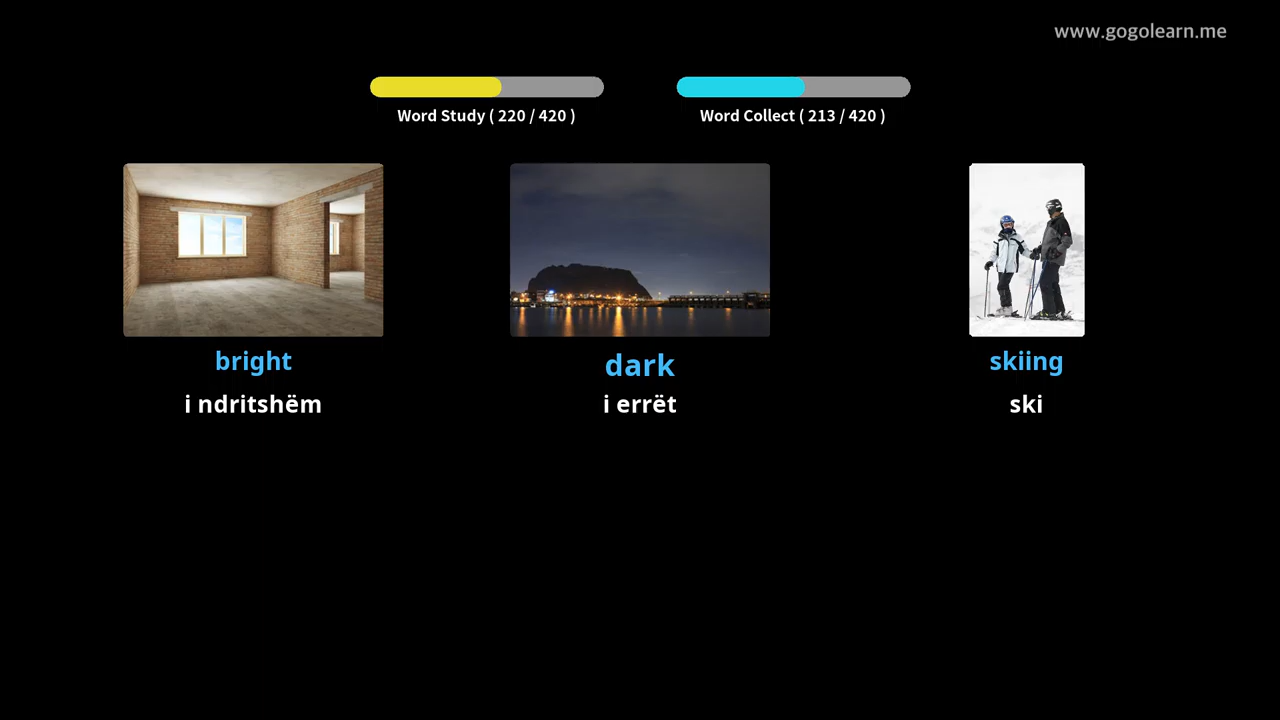 www.gogolearn.me
Word Study ( 220 / 420 )
Word Collect ( 213 / 420 )
bright
dark
skiing
i ndritshëm
i errët
ski